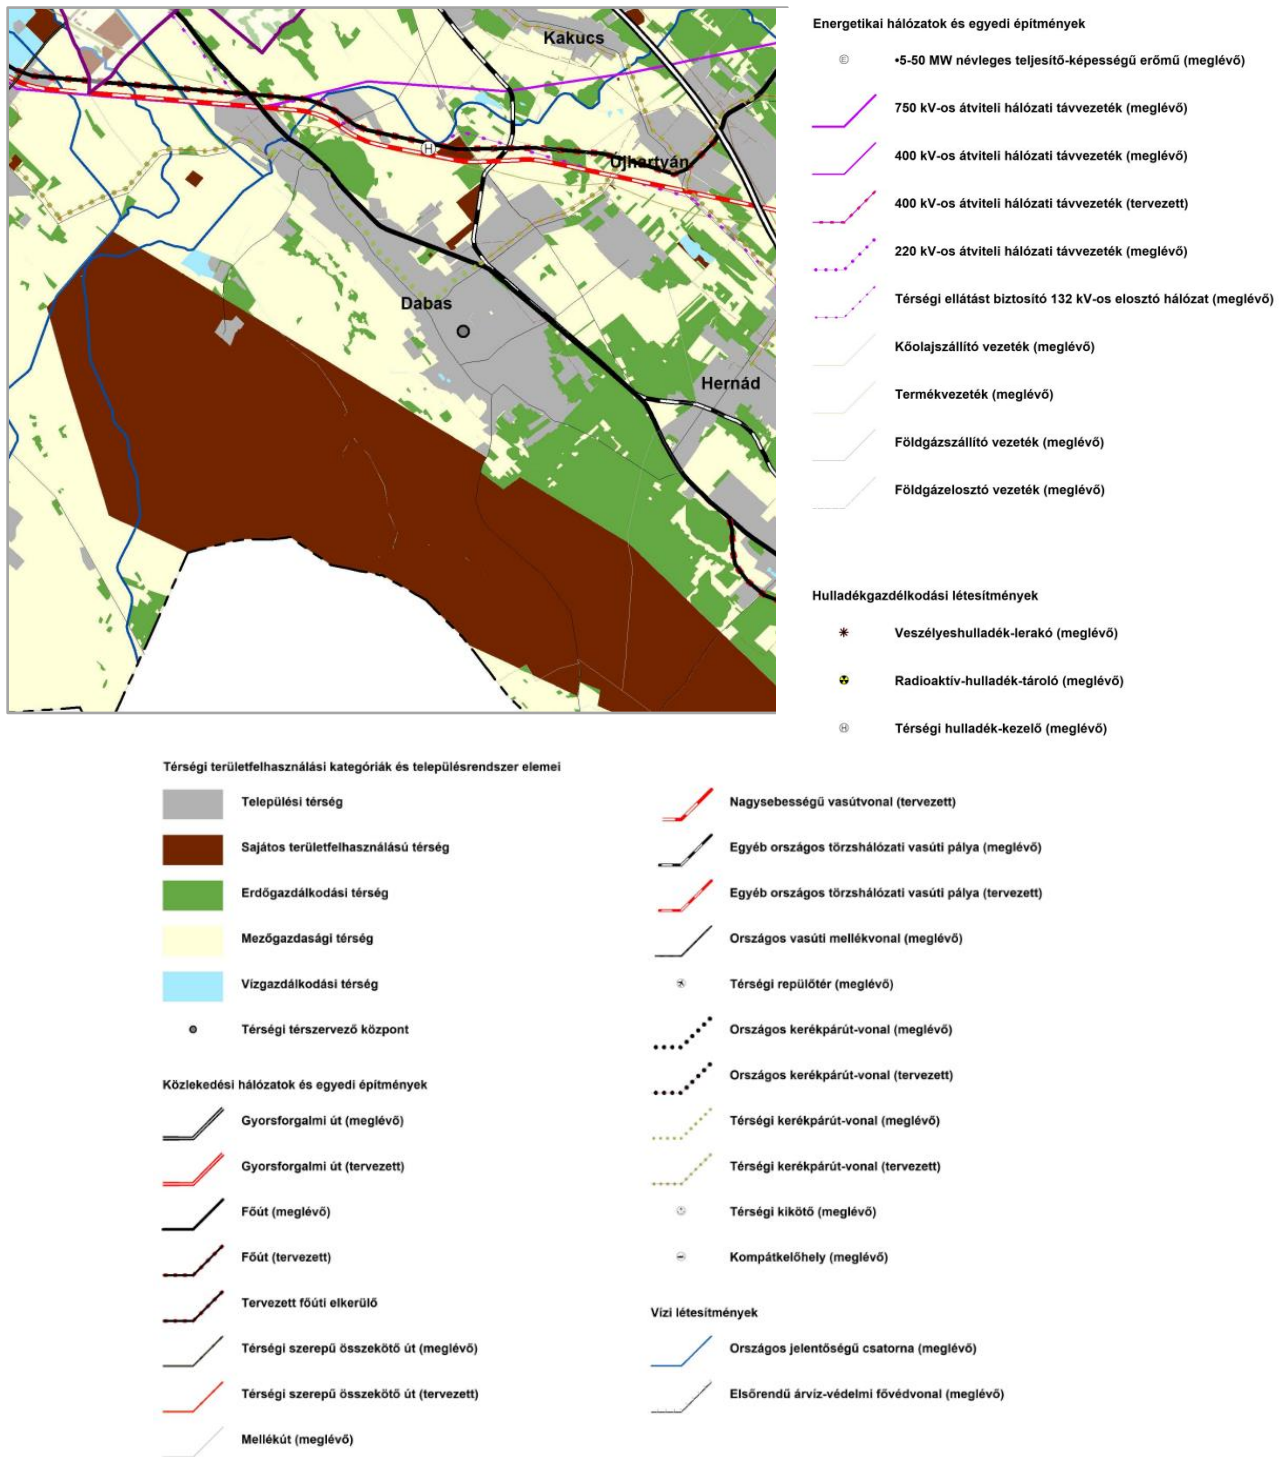 Kakucs
Újhartyán
Dabas
Hernád
H
Energetikai hálózatok és egyedi építmények
E •5-50 MW névleges teljesítő-képességű erőmű (meglévő)
750 kV-os átviteli hálózati távvezeték (meglévő)
400 kV-os átviteli hálózati távvezeték (meglévő)
400 kV-os átviteli hálózati távvezeték (tervezett)
220 kV-os átviteli hálózati távvezeték (meglévő)
Térségi ellátást biztosító 132 kV-os elosztó hálózat (meglévő)
Kőolajszállító vezeték (meglévő)
Termékvezeték (meglévő)
Földgázszállító vezeték (meglévő)
Földgázelosztó vezeték (meglévő)
Hulladékgazdélkodási létesítmények
Veszélyeshulladék-lerakó (meglévő)
Radioaktív-hulladék-tároló (meglévő)
H Térségi hulladék-kezelő (meglévő)
Térségi területfelhasználási kategóriák és településrendszer elemei
Települési térség
Sajátos területfelhasználású térség
Erdőgazdálkodási térség
Mezőgazdasági térség
Vízgazdálkodási térség
Térségi térszervező központ
Közlekedési hálózatok és egyedi építmények
Gyorsforgalmi út (meglévő)
Gyorsforgalmi út (tervezett)
Főút (meglévő)
Főút (tervezett)
Tervezett főúti elkerülő
Térségi szerepű összekötő út (meglévő)
Térségi szerepű összekötő út (tervezett)
Mellékút (meglévő)
Nagysebességű vasútvonal (tervezett)
Egyéb országos törzshálózati vasúti pálya (meglévő)
Egyéb országos törzshálózati vasúti pálya (tervezett)
Országos vasúti mellékvonal (meglévő)
Térségi repülőtér (meglévő)
Országos kerékpárút-vonal (meglévő)
Országos kerékpárút-vonal (tervezett)
Térségi kerékpárút-vonal (meglévő)
Térségi kerékpárút-vonal (tervezett)
Térségi kikötő (meglévő)
Kompátkelőhely (meglévő)
Vízi létesítmények
Országos jelentőségű csatorna (meglévő)
Elsőrendű árvíz-védelmi fővédvonal (meglévő)